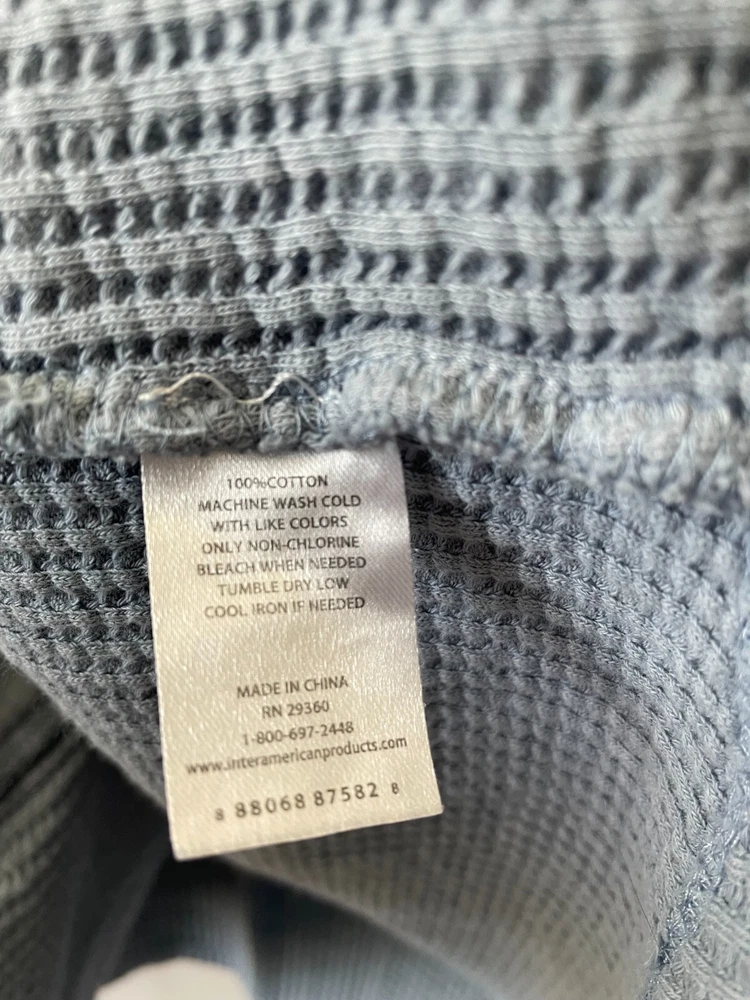 100%COTTON
MACHINE WASH COLD
WITH LIKE COLORS
ONLY NON-CHLORINE
BLEACH WHEN NEEDED
TUMBLE DRY LOW
COOL IRON IF NEEDED
MADE IN CHINA
RN 29360
1-800-697-2448
www.interamericanproducts.com
8 88068 87582 8